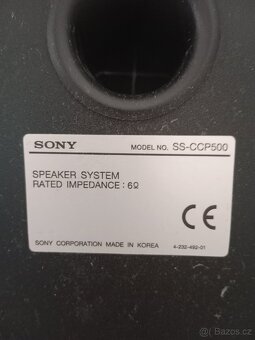 SONY MODEL NO. SS-CCP500
SPEAKER SYSTEM
RATED IMPEDANCE : 6Ω
CE
SONY CORPORATION MADE IN KOREA 4-232-492-01
© Bazoš.cz